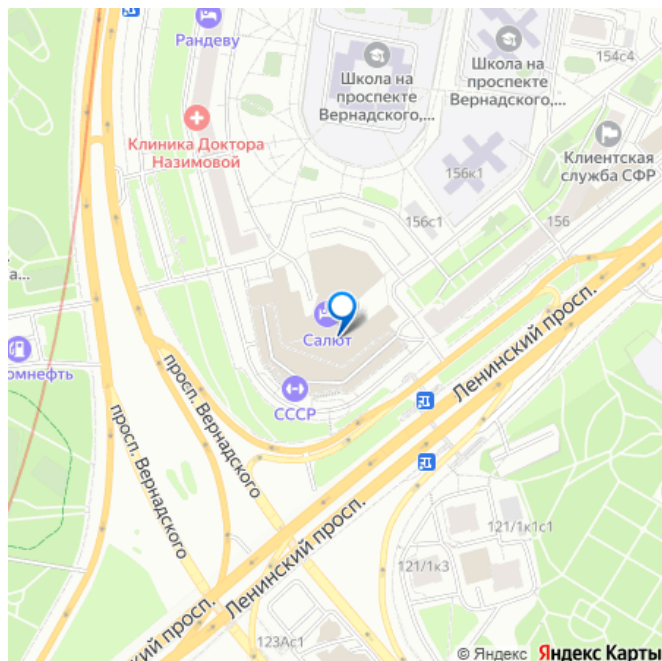 Рандеву
Школа на
проспекте
Вернадского,...
Школа на
проспекте
Вернадского,...
154с4
Клиника Доктора
Назимовой
156к1
Клиентская
служба СФР
156с1
156
а...
Салют
Ленинский просп.
омнефть
СССР
просп. Вернадского
просп. Вернадского
Ленинский просп.
121/1к1с1
121/1к3
кий просп.
123Ас1
© Яндекс Яндекс Карты